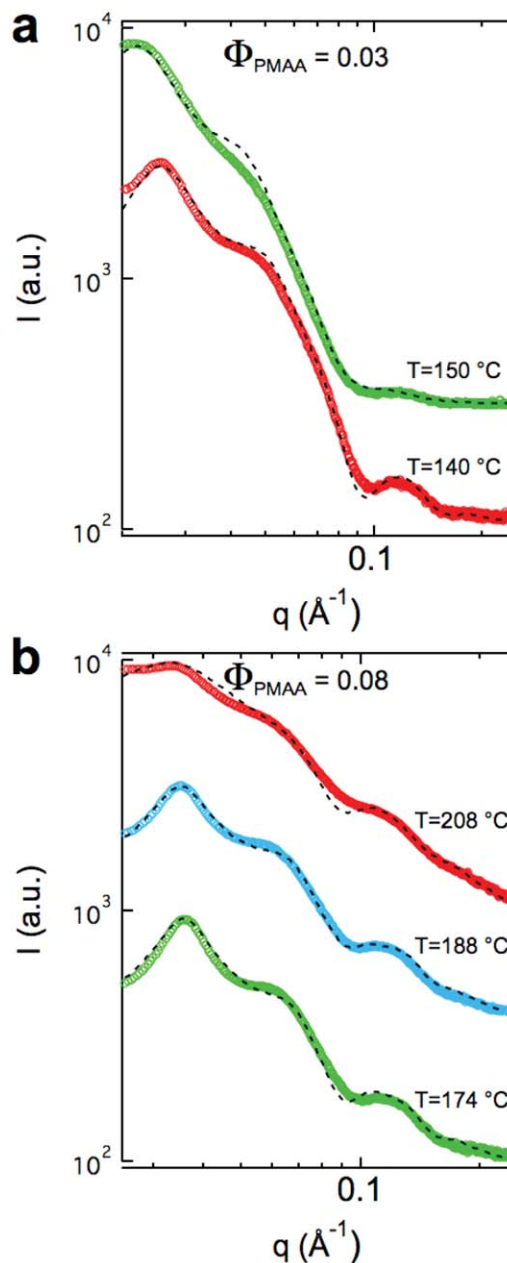 a
10⁴
Φ_PMAA = 0.03
I (a.u.)
10³
T=150 °C
T=140 °C
10²
0.1
q (Å⁻¹)
b
10⁴
Φ_PMAA = 0.08
T=208 °C
I (a.u.)
10³
T=188 °C
T=174 °C
10²
0.1
q (Å⁻¹)